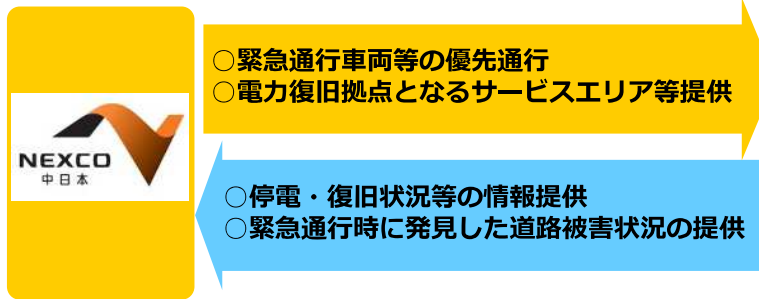 ○緊急通行車両等の優先通行
○電力復旧拠点となるサービスエリア等提供
NEXCO
中日本
○停電・復旧状況等の情報提供
○緊急通行時に発見した道路被害状況の提供